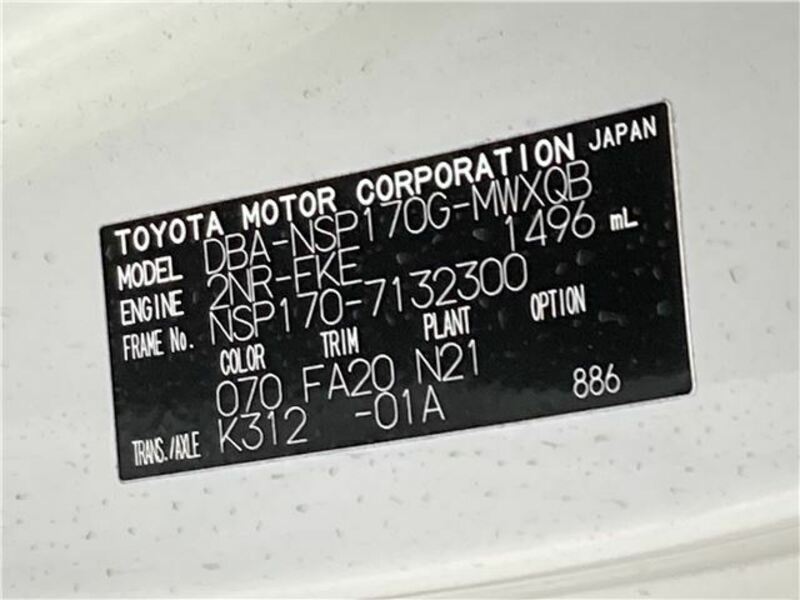 TOYOTA MOTOR CORPORATION JAPAN
MODEL DBA-NSP170G-MWXQB
ENGINE 2NR-FKE 1496 mL
FRAME No. NSP170-7132300
COLOR TRIM PLANT OPTION
070 FA20 N21
TRANS./AXLE K312 -01A 886